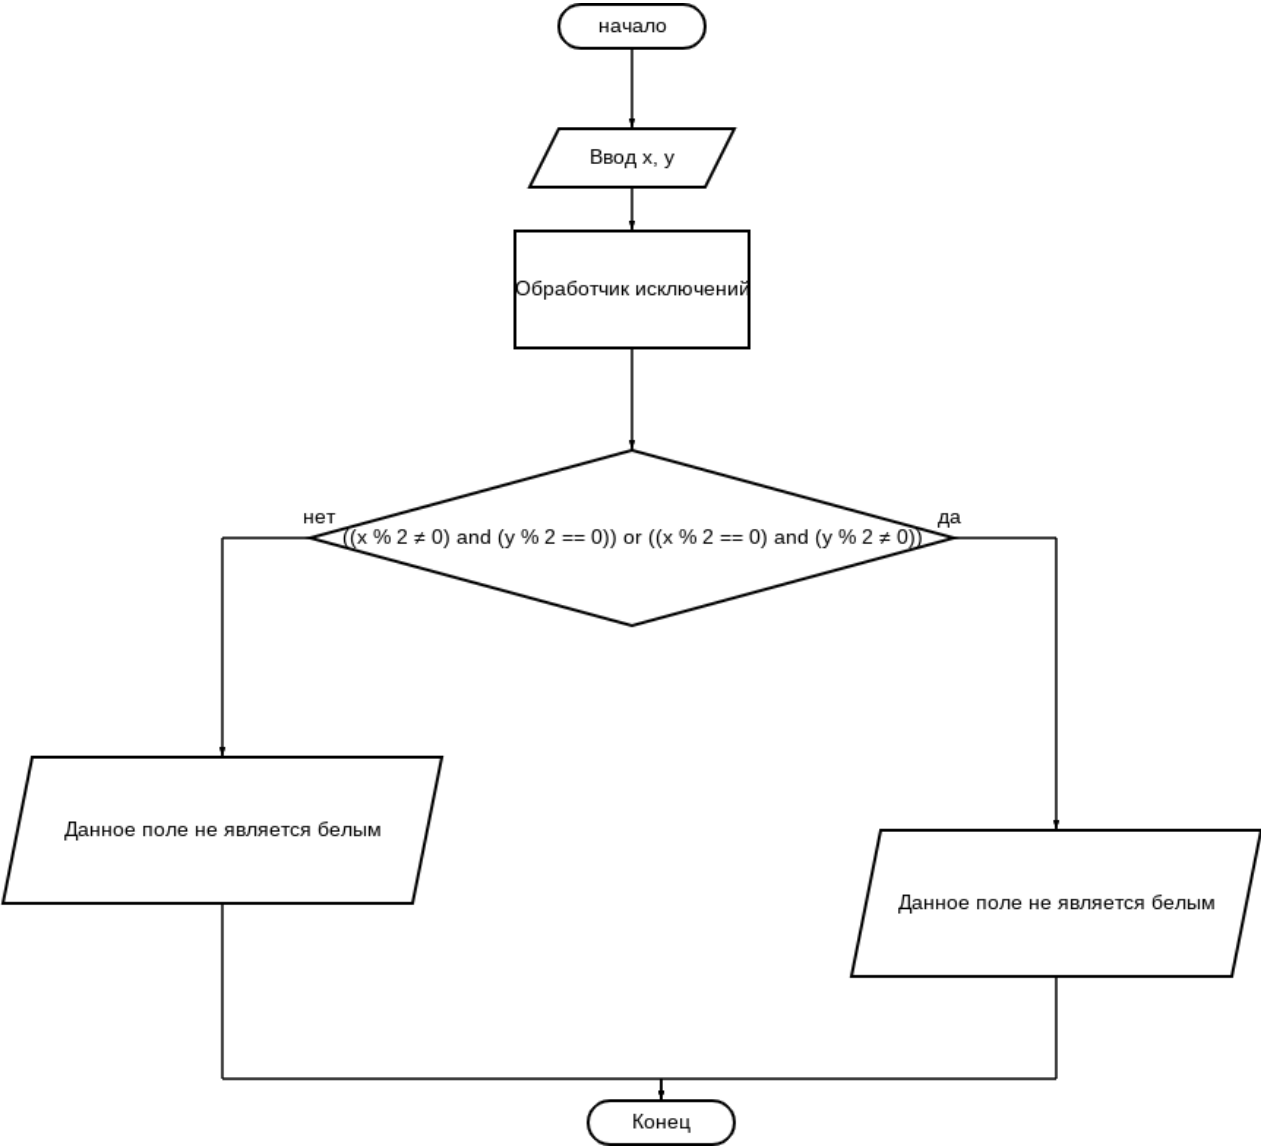 начало
Ввод x, y
Обработчик исключений
нет
да
((x % 2 ≠ 0) and (y % 2 == 0)) or ((x % 2 == 0) and (y % 2 ≠ 0))
Данное поле не является белым
Данное поле не является белым
Конец